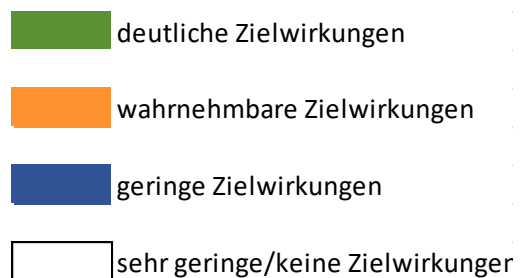 deutliche Zielwirkungen
wahrnehmbare Zielwirkungen
geringe Zielwirkungen
sehr geringe/keine Zielwirkungen